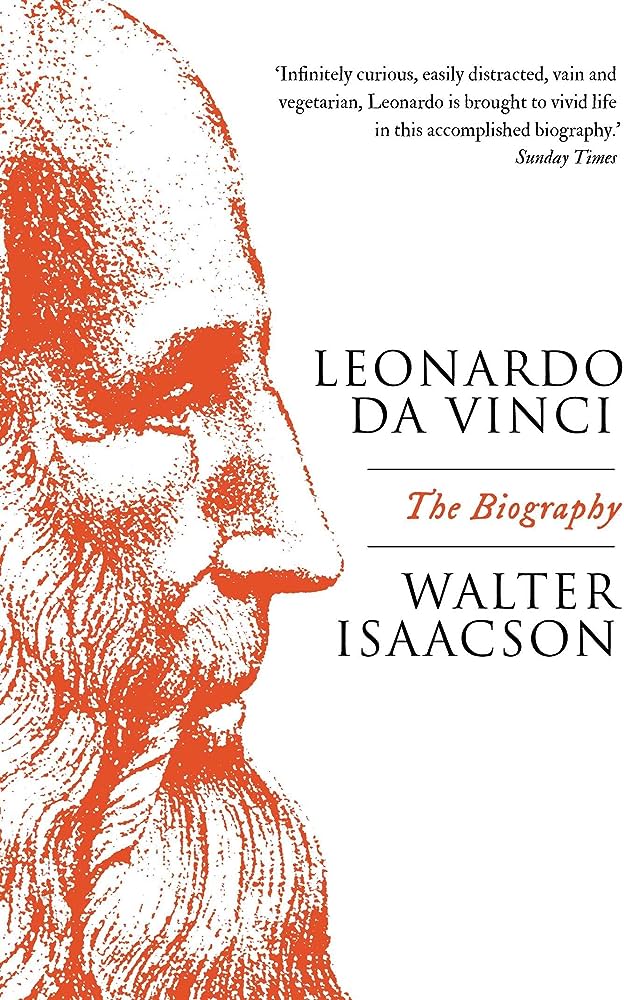 ‘Infinitely curious, easily distracted, vain and
vegetarian, Leonardo is brought to vivid life
in this accomplished biography.’
Sunday Times
LEONARDO
DA VINCI
The Biography
WALTER
ISAACSON